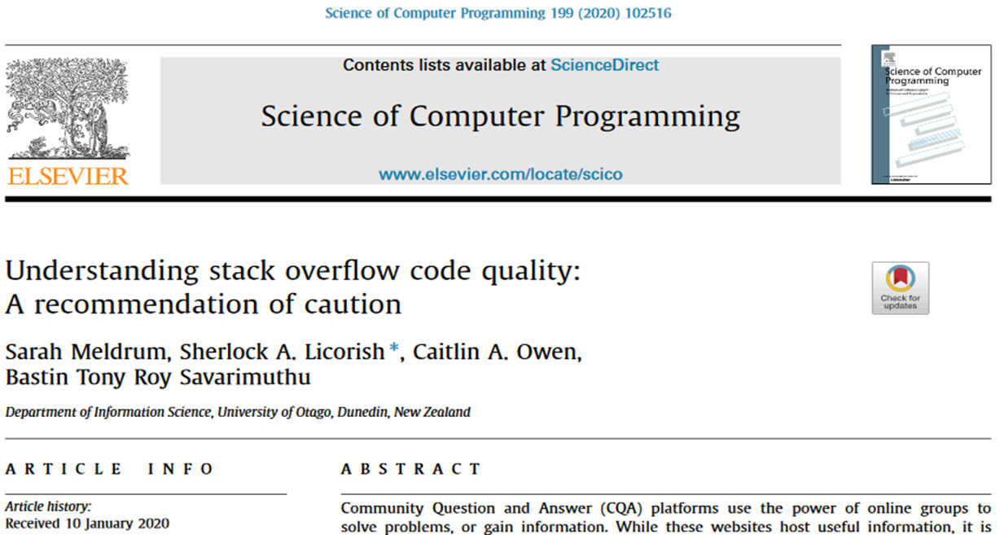 Science of Computer Programming 199 (2020) 102516
Contents lists available at ScienceDirect
Science of Computer Programming
www.elsevier.com/locate/scico
ELSEVIER
Science of Computer
Programming
Understanding stack overflow code quality:
A recommendation of caution
Check for
updates
Sarah Meldrum, Sherlock A. Licorish*, Caitlin A. Owen,
Bastin Tony Roy Savarimuthu
Department of Information Science, University of Otago, Dunedin, New Zealand
ARTICLE INFO
Article history:
Received 10 January 2020
ABSTRACT
Community Question and Answer (CQA) platforms use the power of online groups to
solve problems, or gain information. While these websites host useful information, it is